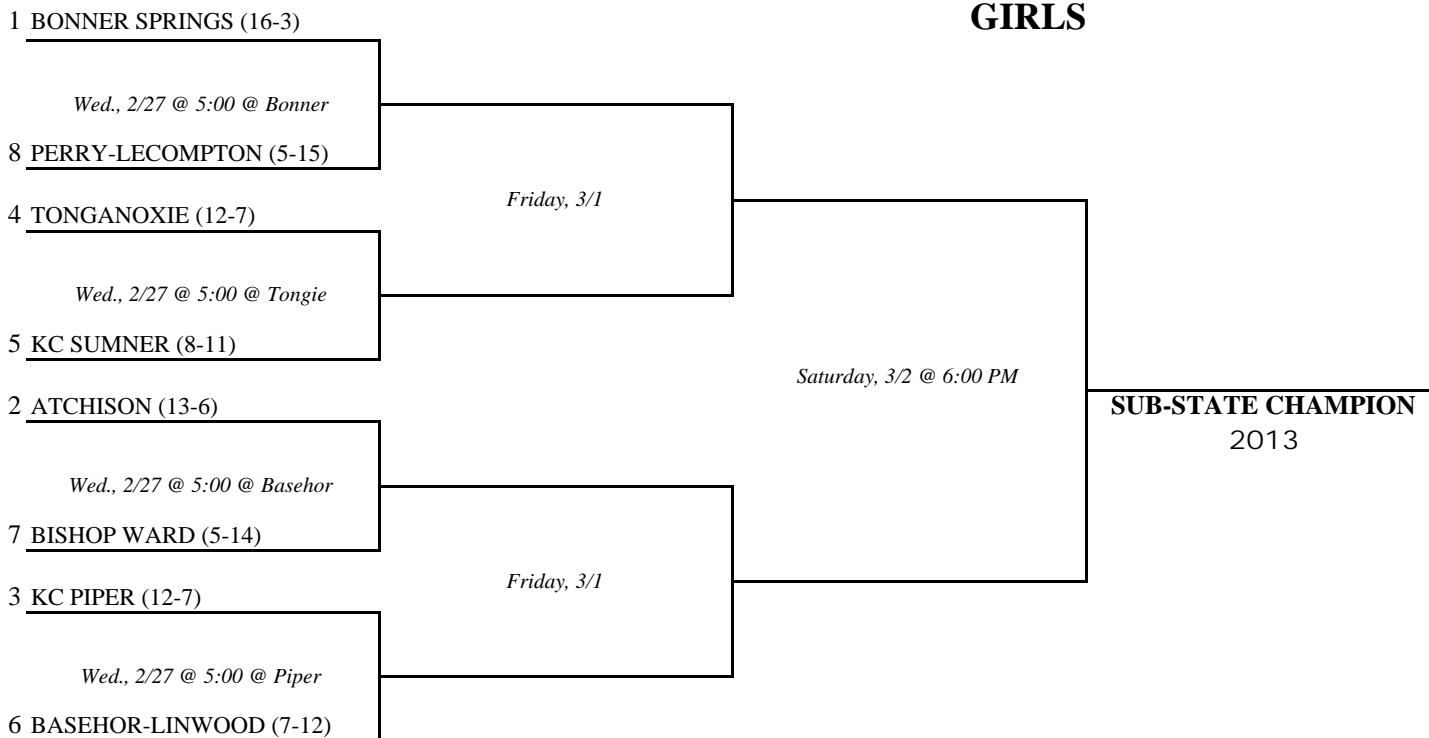 GIRLS
1 BONNER SPRINGS (16-3)
Wed., 2/27 @ 5:00 @ Bonner
8 PERRY-LECOMPTON (5-15)
Friday, 3/1
4 TONGANOXIE (12-7)
Wed., 2/27 @ 5:00 @ Tongie
5 KC SUMNER (8-11)
Saturday, 3/2 @ 6:00 PM
2 ATCHISON (13-6)
SUB-STATE CHAMPION
2013
Wed., 2/27 @ 5:00 @ Basehor
7 BISHOP WARD (5-14)
Friday, 3/1
3 KC PIPER (12-7)
Wed., 2/27 @ 5:00 @ Piper
6 BASEHOR-LINWOOD (7-12)